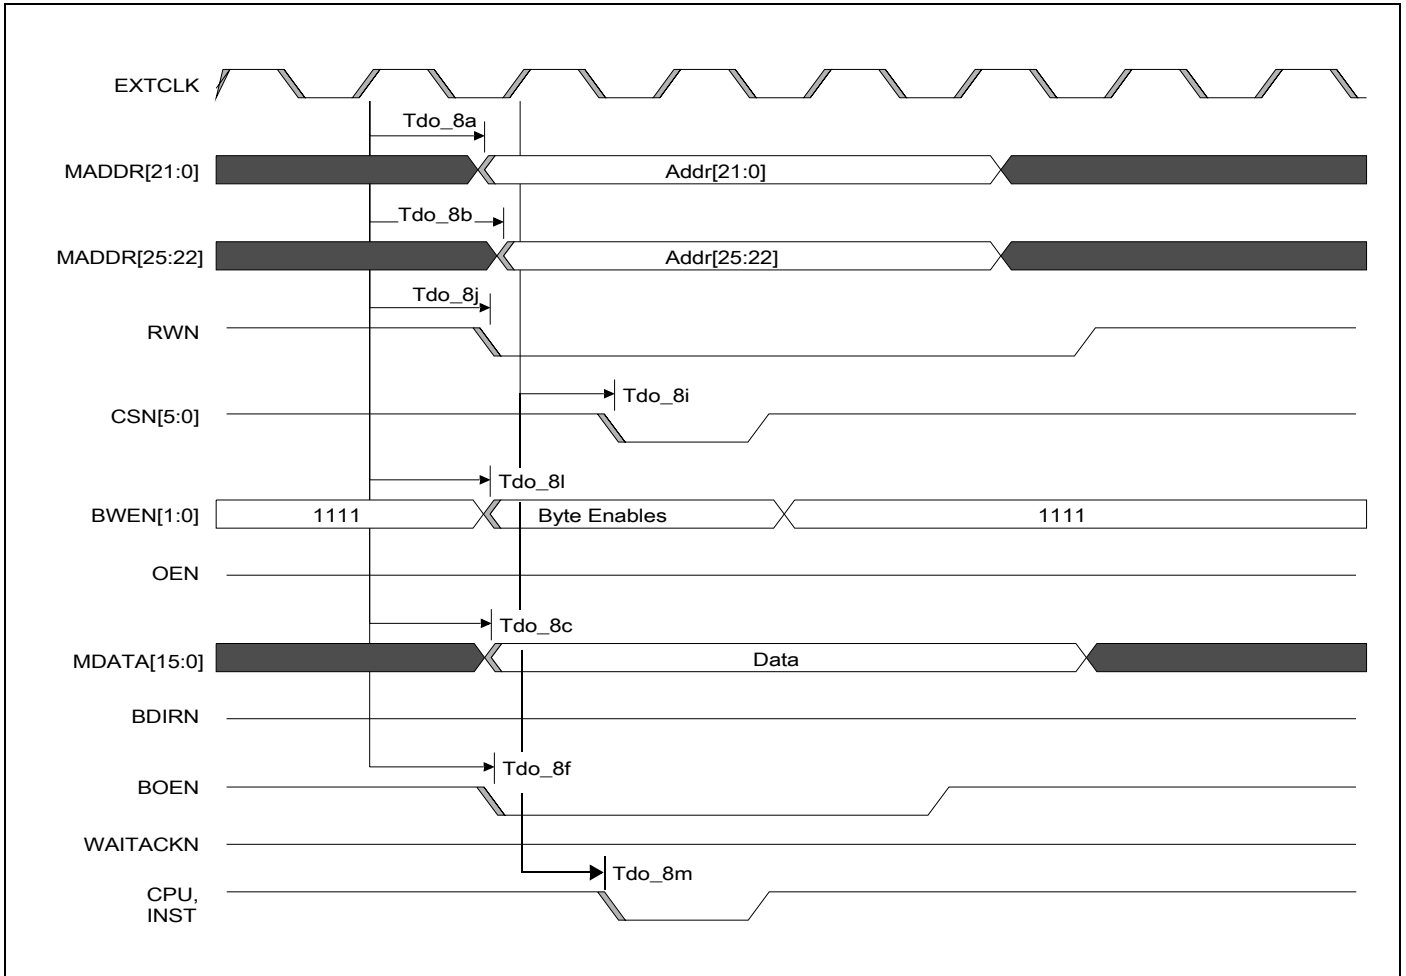 EXTCLK
Tdo_8a
MADDR[21:0]
Addr[21:0]
Tdo_8b
MADDR[25:22]
Addr[25:22]
Tdo_8j
RWN
Tdo_8i
CSN[5:0]
Tdo_8l
BWEN[1:0]
1111
Byte Enables
1111
OEN
Tdo_8c
MDATA[15:0]
Data
BDIRN
Tdo_8f
BOEN
WAITACKN
Tdo_8m
CPU,
INST